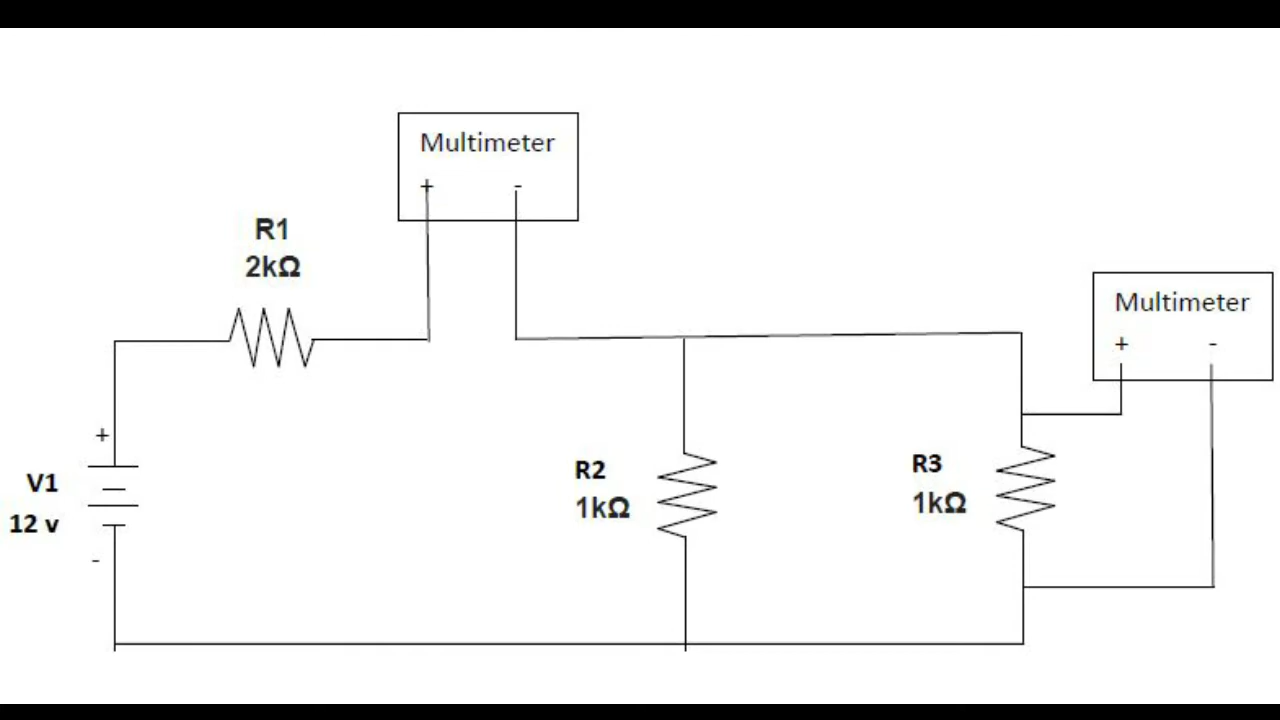 Multimeter
+ -
R1
2kΩ
Multimeter
+ -
+
V1
12 v
-
R2
1kΩ
R3
1kΩ